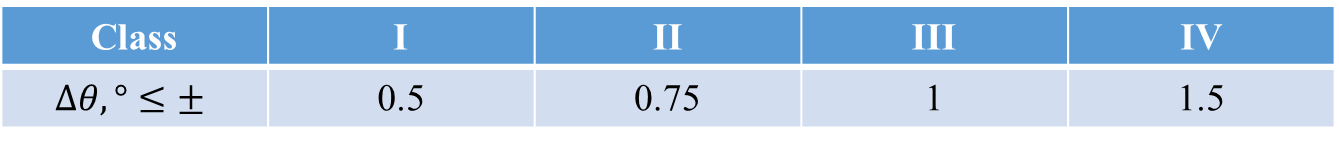 Class I II III IV
Δθ, ° ≤ ± 0.5 0.75 1 1.5